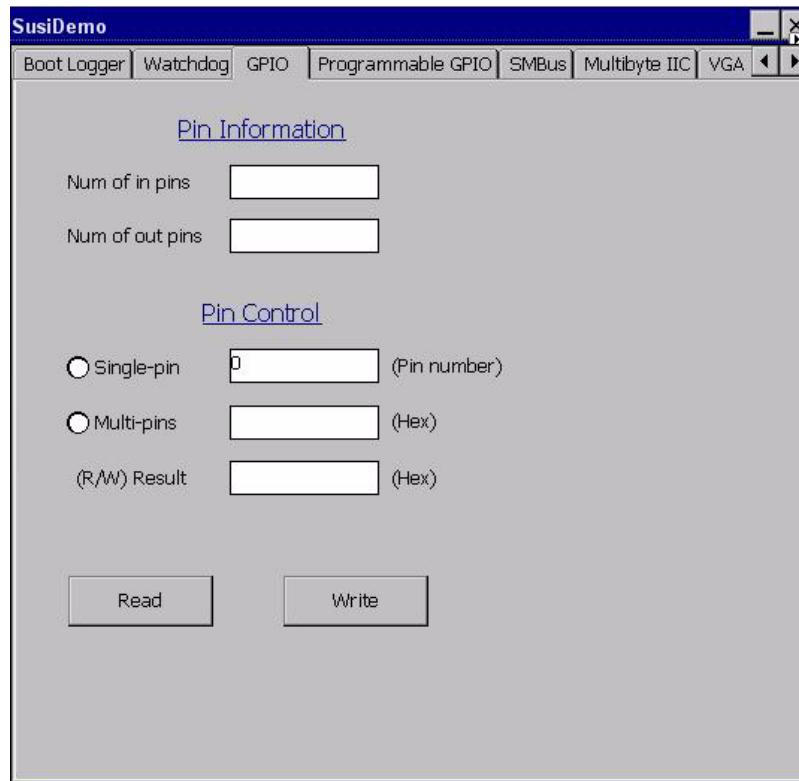 SusiDemo
Boot Logger Watchdog GPIO Programmable GPIO SMBus Multibyte IIC VGA
Pin Information
Num of in pins
Num of out pins
Pin Control
Single-pin 0 (Pin number)
Multi-pins (Hex)
(R/W) Result (Hex)
Read Write